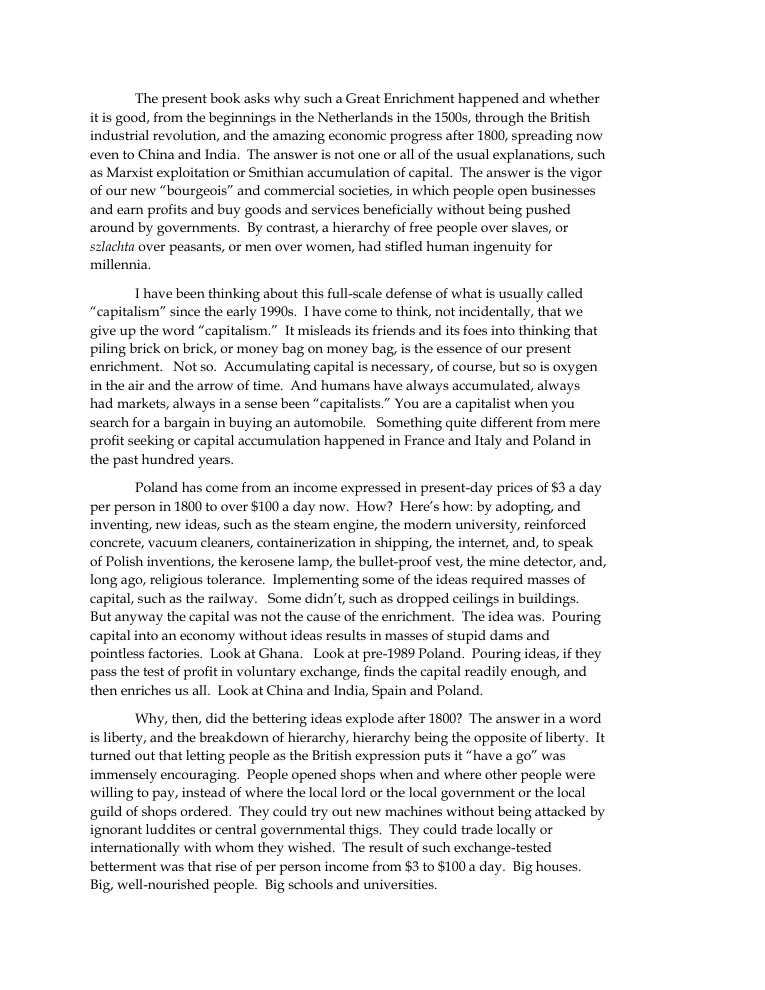 The present book asks why such a Great Enrichment happened and whether
it is good, from the beginnings in the Netherlands in the 1500s, through the British
industrial revolution, and the amazing economic progress after 1800, spreading now
even to China and India.  The answer is not one or all of the usual explanations, such
as Marxist exploitation or Smithian accumulation of capital.  The answer is the vigor
of our new “bourgeois” and commercial societies, in which people open businesses
and earn profits and buy goods and services beneficially without being pushed
around by governments.  By contrast, a hierarchy of free people over slaves, or
szlachta over peasants, or men over women, had stifled human ingenuity for
millennia.
I have been thinking about this full-scale defense of what is usually called
“capitalism” since the early 1990s.  I have come to think, not incidentally, that we
give up the word “capitalism.”  It misleads its friends and its foes into thinking that
piling brick on brick, or money bag on money bag, is the essence of our present
enrichment.   Not so.  Accumulating capital is necessary, of course, but so is oxygen
in the air and the arrow of time.  And humans have always accumulated, always
had markets, always in a sense been “capitalists.” You are a capitalist when you
search for a bargain in buying an automobile.   Something quite different from mere
profit seeking or capital accumulation happened in France and Italy and Poland in
the past hundred years.
Poland has come from an income expressed in present-day prices of $3 a day
per person in 1800 to over $100 a day now.  How?  Here’s how: by adopting, and
inventing, new ideas, such as the steam engine, the modern university, reinforced
concrete, vacuum cleaners, containerization in shipping, the internet, and, to speak
of Polish inventions, the kerosene lamp, the bullet-proof vest, the mine detector, and,
long ago, religious tolerance.  Implementing some of the ideas required masses of
capital, such as the railway.   Some didn’t, such as dropped ceilings in buildings.
But anyway the capital was not the cause of the enrichment.  The idea was.  Pouring
capital into an economy without ideas results in masses of stupid dams and
pointless factories.  Look at Ghana.   Look at pre-1989 Poland.  Pouring ideas, if they
pass the test of profit in voluntary exchange, finds the capital readily enough, and
then enriches us all.  Look at China and India, Spain and Poland.
Why, then, did the bettering ideas explode after 1800?  The answer in a word
is liberty, and the breakdown of hierarchy, hierarchy being the opposite of liberty.  It
turned out that letting people as the British expression puts it “have a go” was
immensely encouraging.  People opened shops when and where other people were
willing to pay, instead of where the local lord or the local government or the local
guild of shops ordered.  They could try out new machines without being attacked by
ignorant luddites or central governmental thigs.  They could trade locally or
internationally with whom they wished.  The result of such exchange-tested
betterment was that rise of per person income from $3 to $100 a day.  Big houses.
Big, well-nourished people.  Big schools and universities.